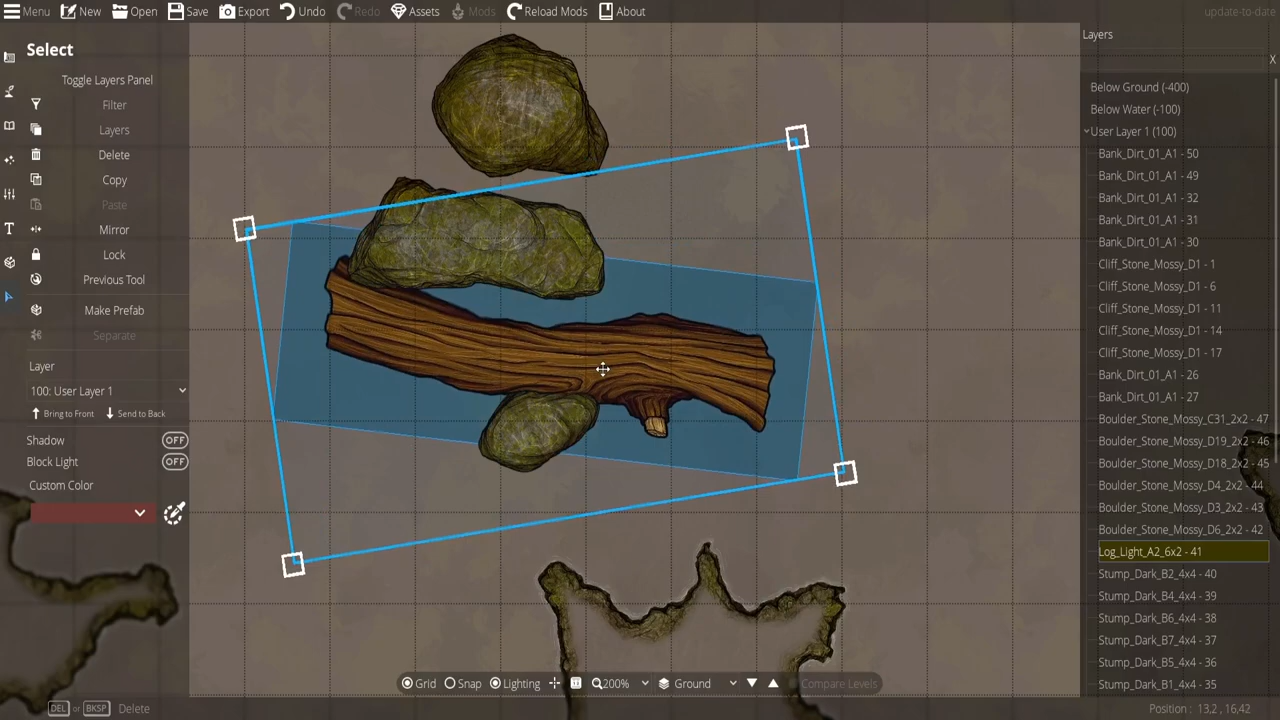 Menu New Open Save Export Undo Redo Assets Mods Reload Mods About update-to-date
Select
Toggle Layers Panel
Filter
Layers
Delete
Copy
Paste
Mirror
Lock
Previous Tool
Make Prefab
Separate
Layer
100: User Layer 1
Bring to Front Send to Back
Shadow OFF
Block Light OFF
Custom Color
DEL or BKSP Delete
Grid Snap Lighting 200% Ground Compare Levels
Layers
X
Below Ground (-400)
Below Water (-100)
User Layer 1 (100)
Bank_Dirt_01_A1 - 50
Bank_Dirt_01_A1 - 49
Bank_Dirt_01_A1 - 32
Bank_Dirt_01_A1 - 31
Bank_Dirt_01_A1 - 30
Cliff_Stone_Mossy_D1 - 1
Cliff_Stone_Mossy_D1 - 6
Cliff_Stone_Mossy_D1 - 11
Cliff_Stone_Mossy_D1 - 14
Cliff_Stone_Mossy_D1 - 17
Bank_Dirt_01_A1 - 26
Bank_Dirt_01_A1 - 27
Boulder_Stone_Mossy_C31_2x2 - 47
Boulder_Stone_Mossy_D19_2x2 - 46
Boulder_Stone_Mossy_D18_2x2 - 45
Boulder_Stone_Mossy_D4_2x2 - 44
Boulder_Stone_Mossy_D3_2x2 - 43
Boulder_Stone_Mossy_D6_2x2 - 42
Log_Light_A2_6x2 - 41
Stump_Dark_B2_4x4 - 40
Stump_Dark_B4_4x4 - 39
Stump_Dark_B6_4x4 - 38
Stump_Dark_B7_4x4 - 37
Stump_Dark_B5_4x4 - 36
Stump_Dark_B1_4x4 - 35
Position : 13,2 , 16,42